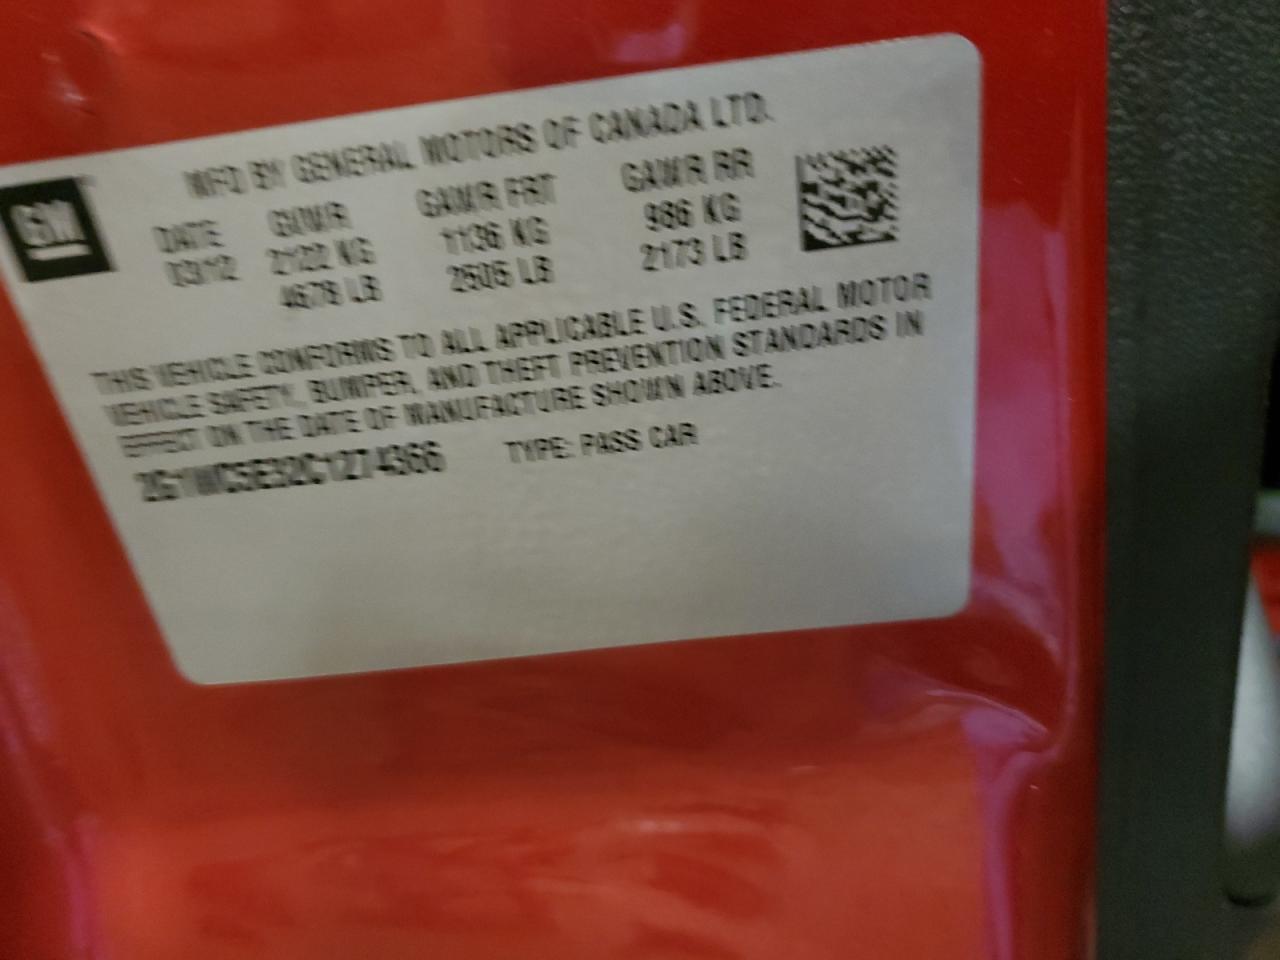 MFD BY GENERAL MOTORS OF CANADA LTD.
GM
DATE GVWR GAWR FRT GAWR RR
03/12 2122 KG 1136 KG 986 KG
4678 LB 2505 LB 2173 LB
THIS VEHICLE CONFORMS TO ALL APPLICABLE U.S. FEDERAL MOTOR
VEHICLE SAFETY, BUMPER, AND THEFT PREVENTION STANDARDS IN
EFFECT ON THE DATE OF MANUFACTURE SHOWN ABOVE.
2G1WC5E32C1274366 TYPE: PASS CAR